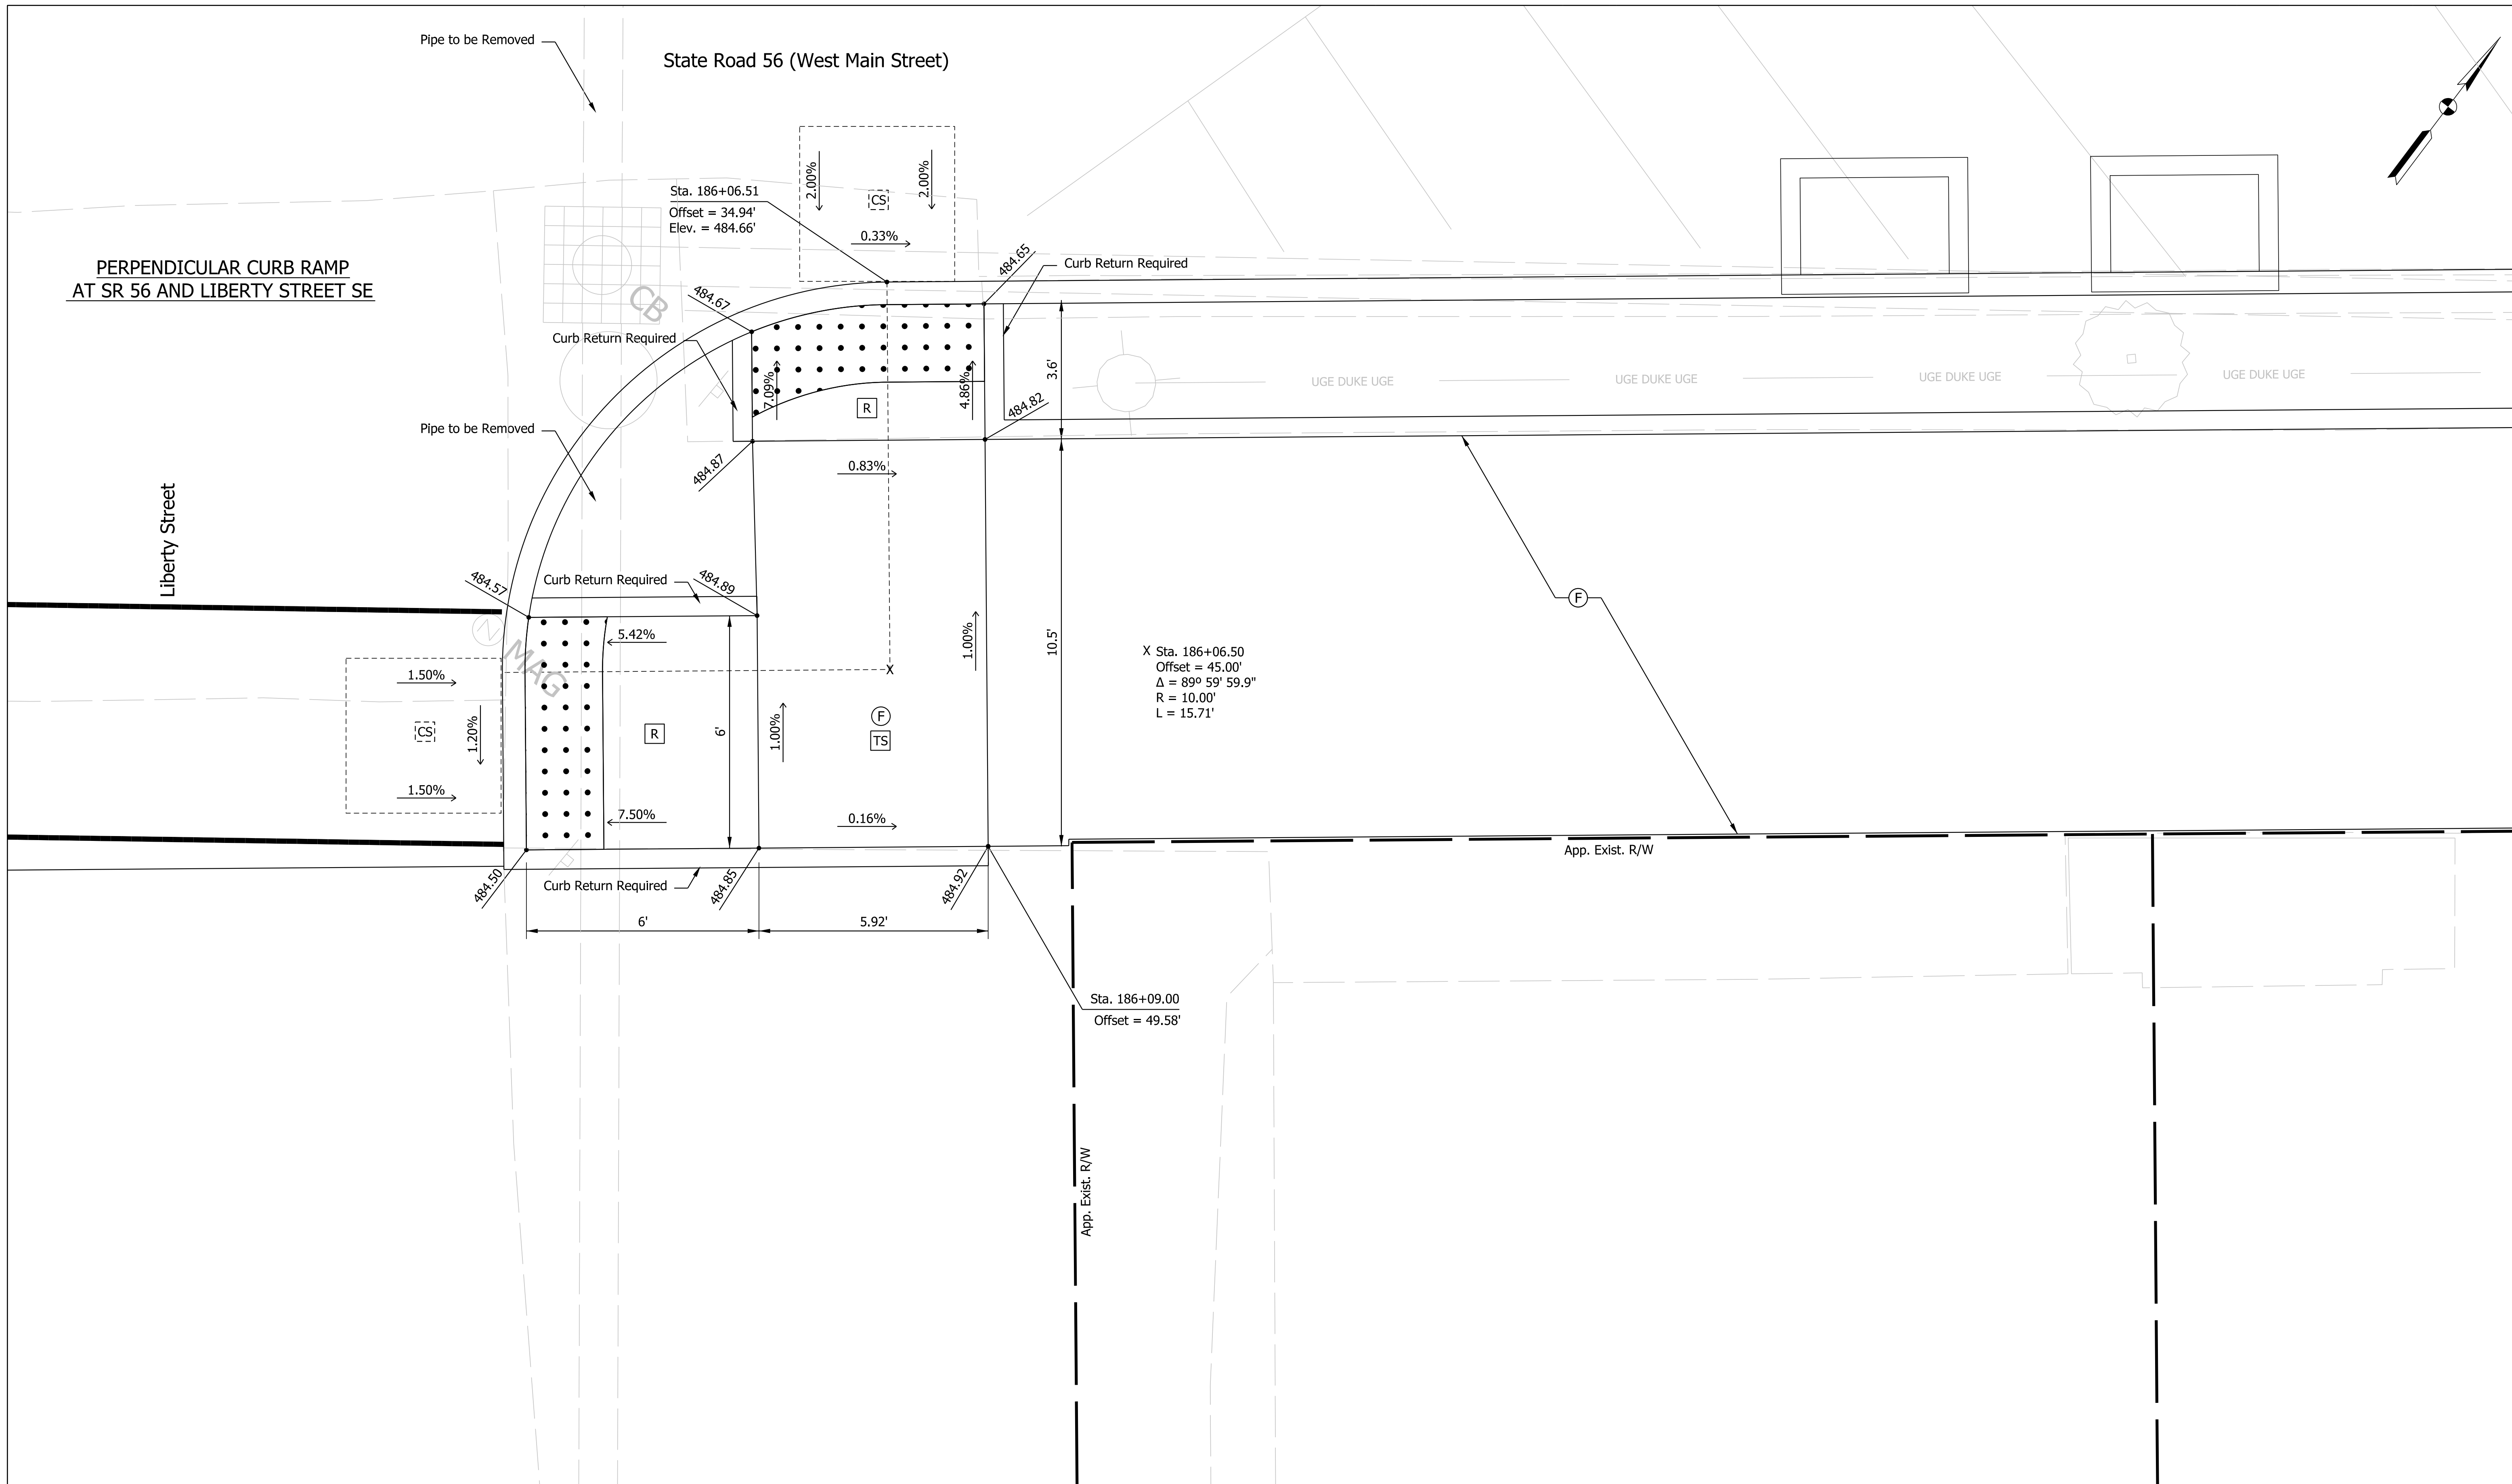 Pipe to be Removed
State Road 56 (West Main Street)
2.00%
2.00%
CS
0.33%
Sta. 186+06.51
Offset = 34.94'
Elev. = 484.66'
PERPENDICULAR CURB RAMP
AT SR 56 AND LIBERTY STREET SE
484.65
Curb Return Required
484.67
CB
Curb Return Required
7.09%
4.86%
R
3.6'
484.82
UGE DUKE UGE
UGE DUKE UGE
UGE DUKE UGE
UGE DUKE UGE
Pipe to be Removed
484.87
0.83%
Liberty Street
484.57
Curb Return Required
484.89
F
5.42%
1.00%
10.5'
MAG
X
X Sta. 186+06.50
Offset = 45.00'
Δ = 89º 59' 59.9"
R = 10.00'
L = 15.71'
1.50%
CS
1.20%
1.50%
R
6'
1.00%
F
TS
7.50%
0.16%
App. Exist. R/W
484.50
Curb Return Required
484.85
484.92
6'
5.92'
Sta. 186+09.00
Offset = 49.58'
App. Exist. R/W